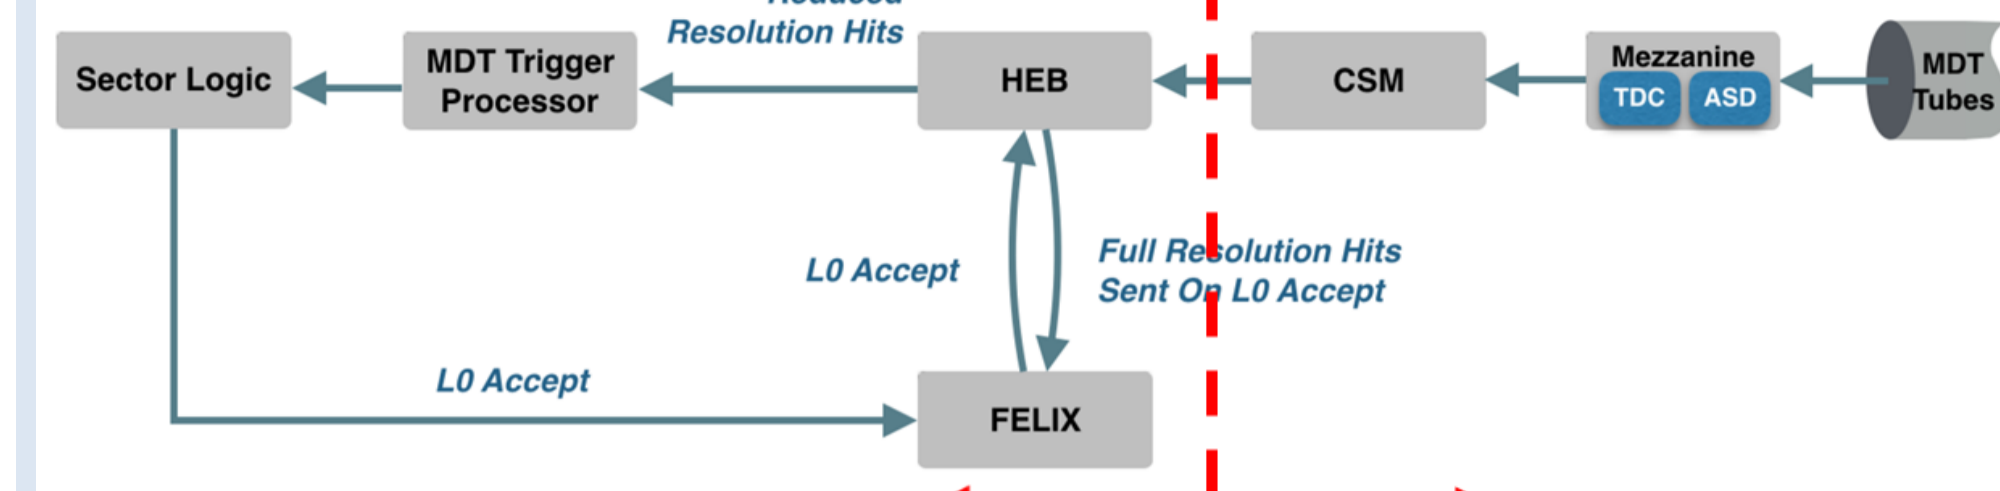 Reduced
Resolution Hits
Sector Logic
MDT Trigger
Processor
HEB
CSM
Mezzanine
TDC
ASD
MDT
Tubes
L0 Accept
Full Resolution Hits
Sent On L0 Accept
L0 Accept
FELIX